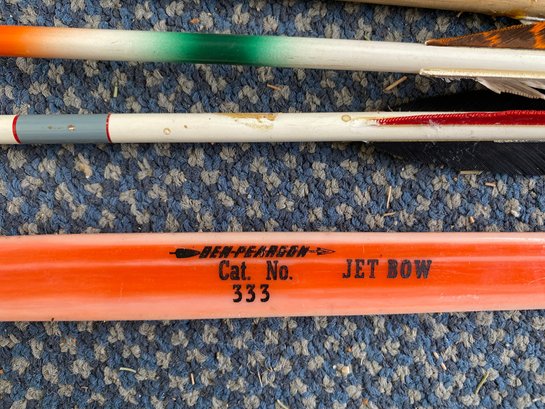 BEN-PEARSON
Cat. No. JET BOW
333